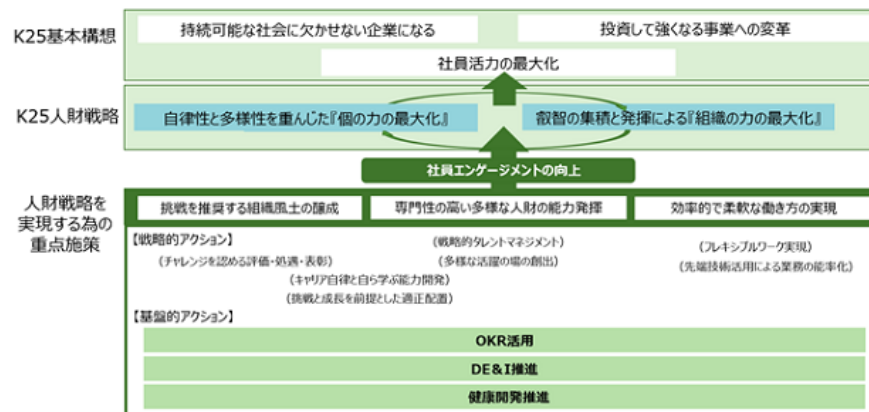 K25基本構想
持続可能な社会に欠かせない企業になる
投資して強くなる事業への変革
社員活力の最大化
K25人財戦略
自律性と多様性を重んじた『個の力の最大化』
叡智の集積と発揮による『組織の力の最大化』
社員エンゲージメントの向上
人財戦略を
実現する為の
重点施策
挑戦を推奨する組織風土の醸成
専門性の高い多様な人財の能力発揮
効率的で柔軟な働き方の実現
【戦略的アクション】
(チャレンジを認める評価・処遇・表彰)
(戦略的タレントマネジメント)
(多様な活躍の場の創出)
(フレキシブルワーク実現)
(先端技術活用による業務の能率化)
(キャリア自律と自ら学ぶ能力開発)
(挑戦と成長を前提とした適正配置)
【基盤的アクション】
OKR活用
DE&I推進
健康開発推進